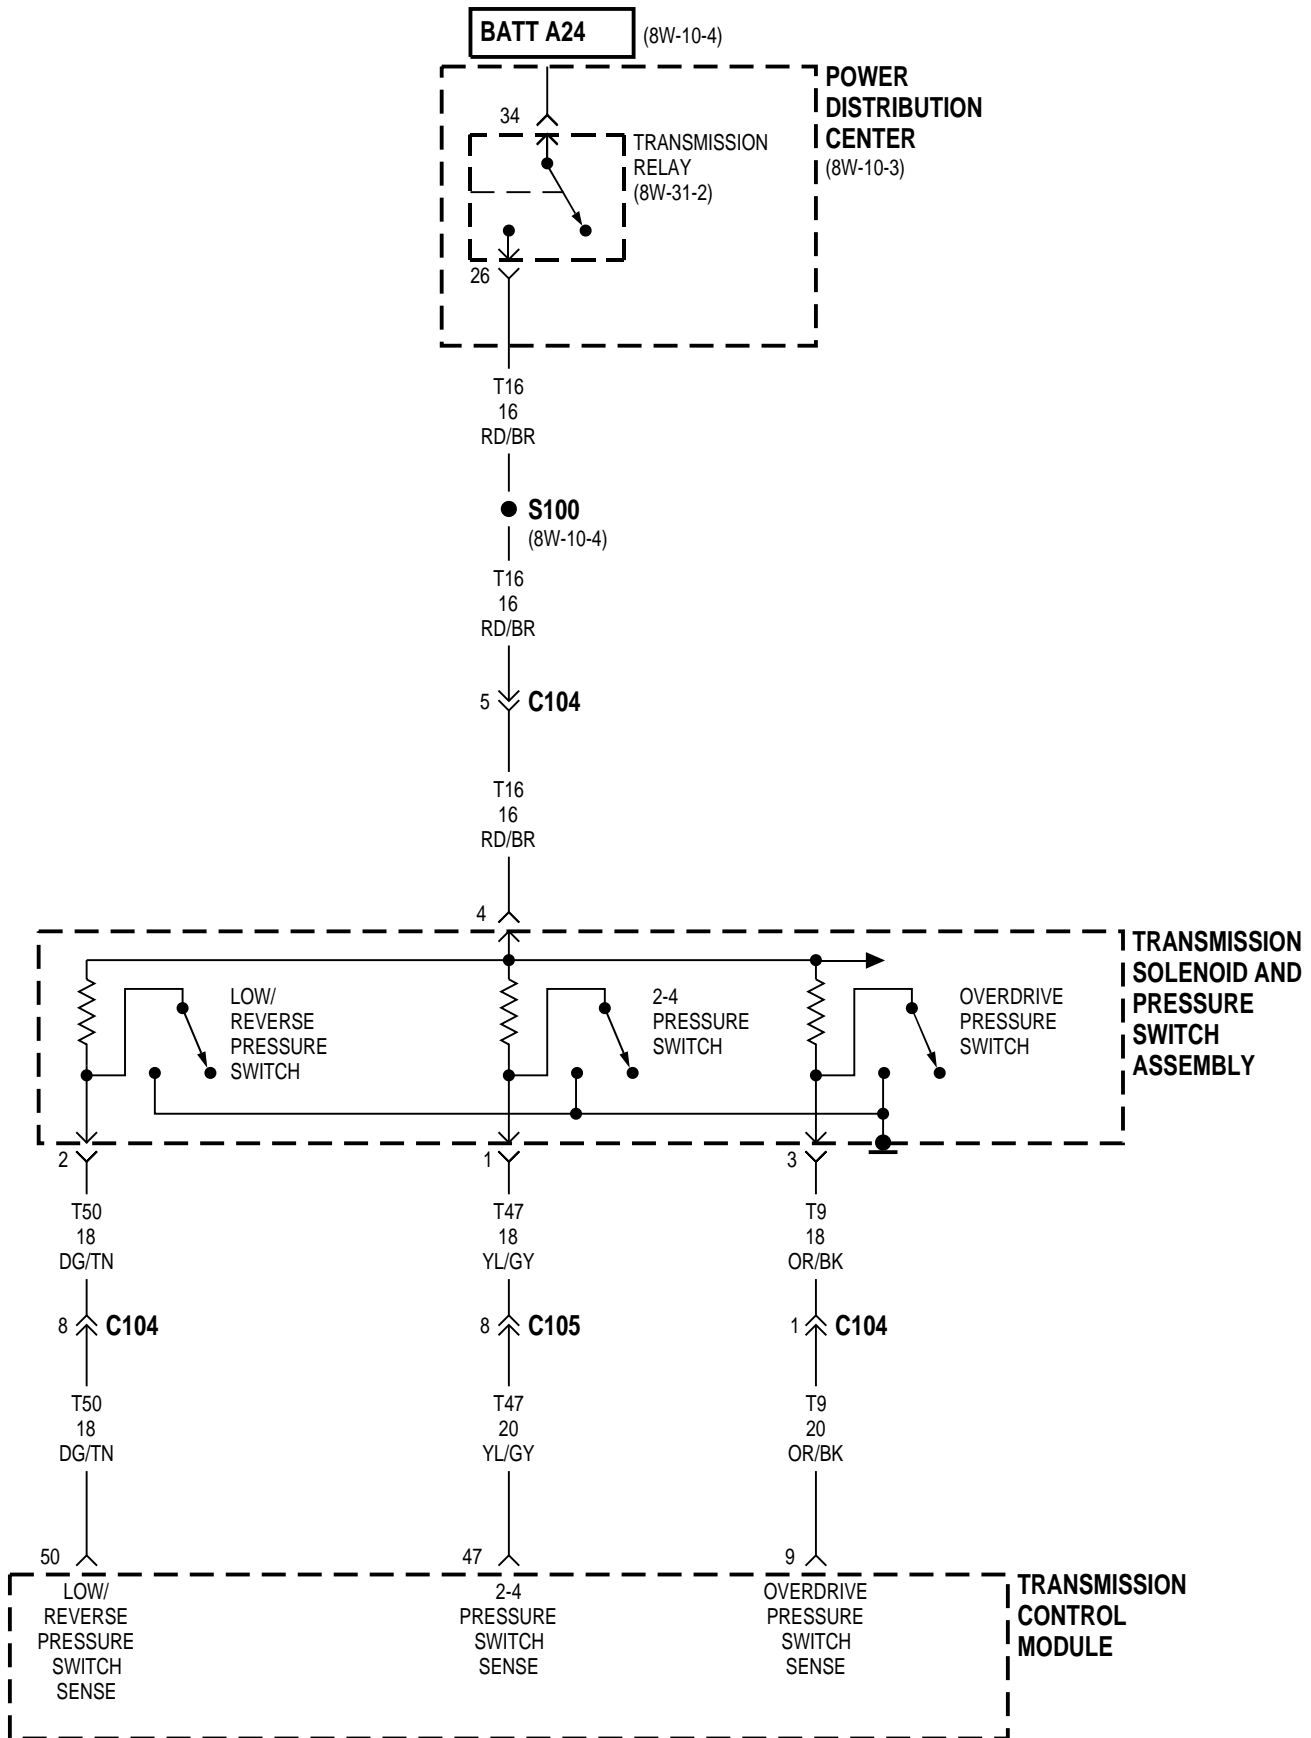 BATT A24
(8W-10-4)
POWER
DISTRIBUTION
CENTER
(8W-10-3)
34
TRANSMISSION
RELAY
(8W-31-2)
26
T16
16
RD/BR
S100
(8W-10-4)
T16
16
RD/BR
5
C104
T16
16
RD/BR
4
TRANSMISSION
SOLENOID AND
PRESSURE
SWITCH
ASSEMBLY
LOW/
REVERSE
PRESSURE
SWITCH
2-4
PRESSURE
SWITCH
OVERDRIVE
PRESSURE
SWITCH
2
1
3
T50
18
DG/TN
T47
18
YL/GY
T9
18
OR/BK
8
C104
8
C105
1
C104
T50
18
DG/TN
T47
20
YL/GY
T9
20
OR/BK
50
47
9
LOW/
REVERSE
PRESSURE
SWITCH
SENSE
2-4
PRESSURE
SWITCH
SENSE
OVERDRIVE
PRESSURE
SWITCH
SENSE
TRANSMISSION
CONTROL
MODULE